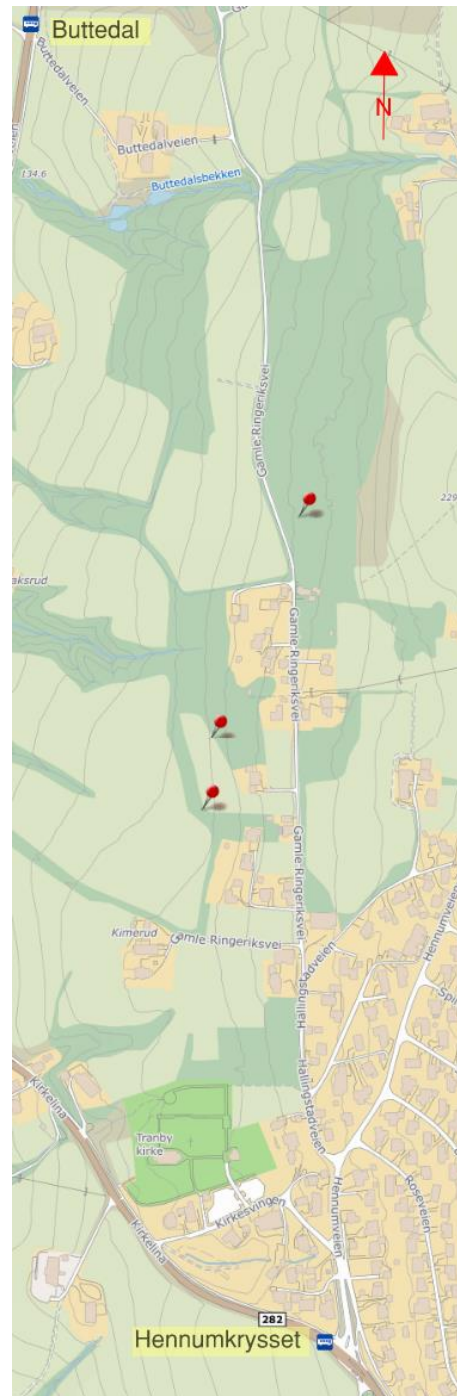 Buttedal
Buttedalveien
N
Buttedalveien
Buttedalsbekken
134.6
Gamle Ringeriksvei
229
aksrud
Gamle Ringeriksvei
Gamle Ringeriksvei
Hennumveien
Kimerud
Gamle Ringeriksvei
Hallingstadveien
Hallingstadveien
Kirkelina
Tranby
kirke
Hennumveien
Roseveien
Kirkesvingen
Kirkelina
282
Hennumkrysset